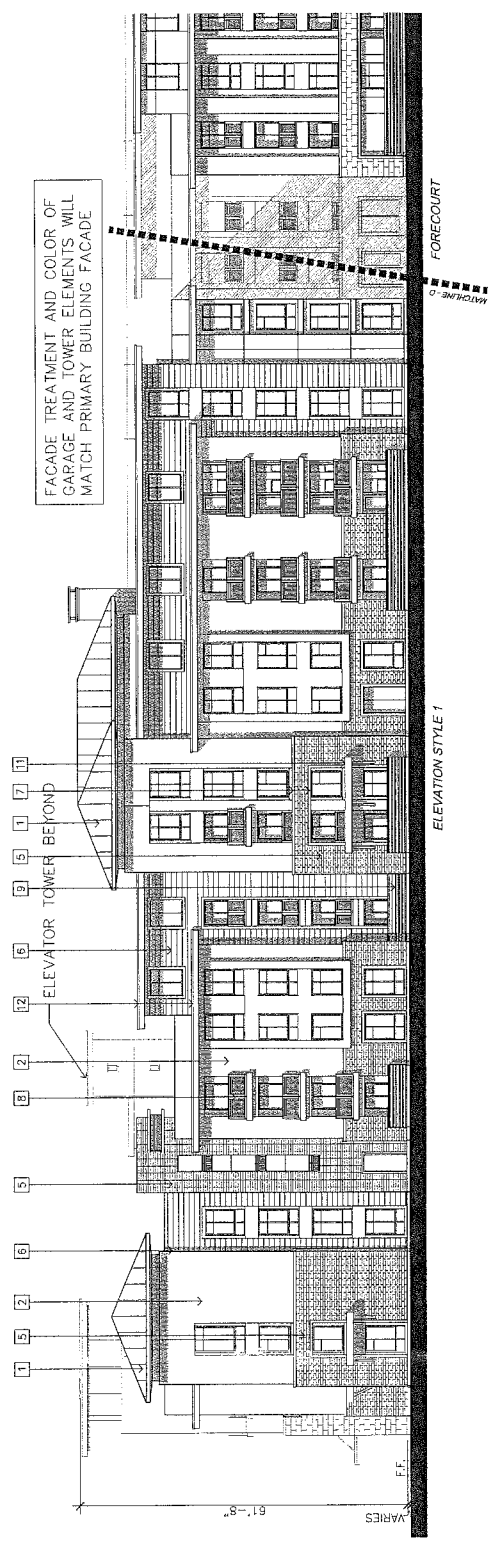 FACADE TREATMENT AND COLOR OF
GARAGE AND TOWER ELEMENTS WILL
MATCH PRIMARY BUILDING FACADE
ELEVATOR TOWER BEYOND
1
5
2
6
5
8
2
12
6
9
5
1
7
11
61'-8"
VARIES
F.F.
ELEVATION STYLE 1
FORECOURT
MATCHLINE - D